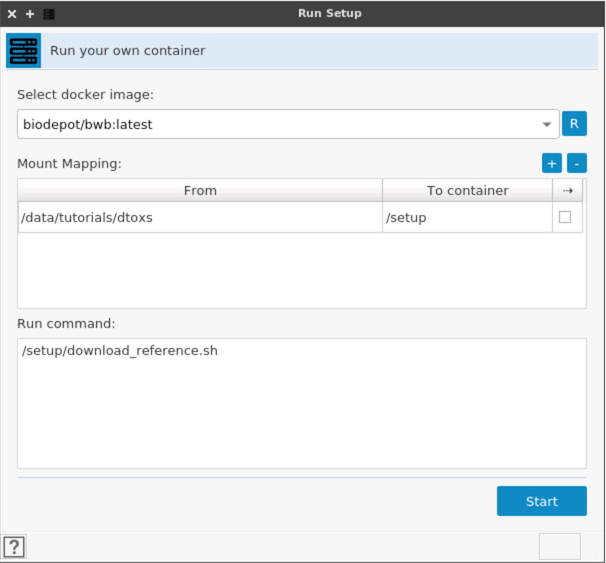 Run Setup
Run your own container
Select docker image:
biodepot/bwb:latest
R
Mount Mapping:
+
-
From To container ⇢
/data/tutorials/dtoxs /setup
Run command:
/setup/download_reference.sh
Start
?